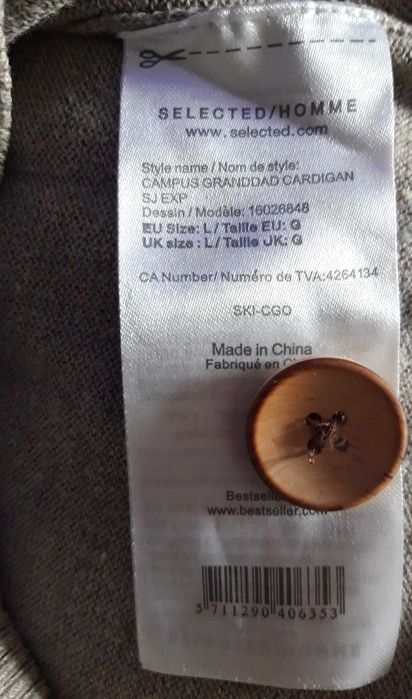 SELECTED/HOMME
www.selected.com
Style name / Nom de style:
CAMPUS GRANDDAD CARDIGAN
SJ EXP
Dessin / Modèle: 16026848
EU Size: L / Taille EU: G
UK size : L / Taille UK: G
CA Number/ Numéro de TVA:4264134
SKI-CGO
Made in China
Fabriqué en
www.bestseller.com
5 711290 406353